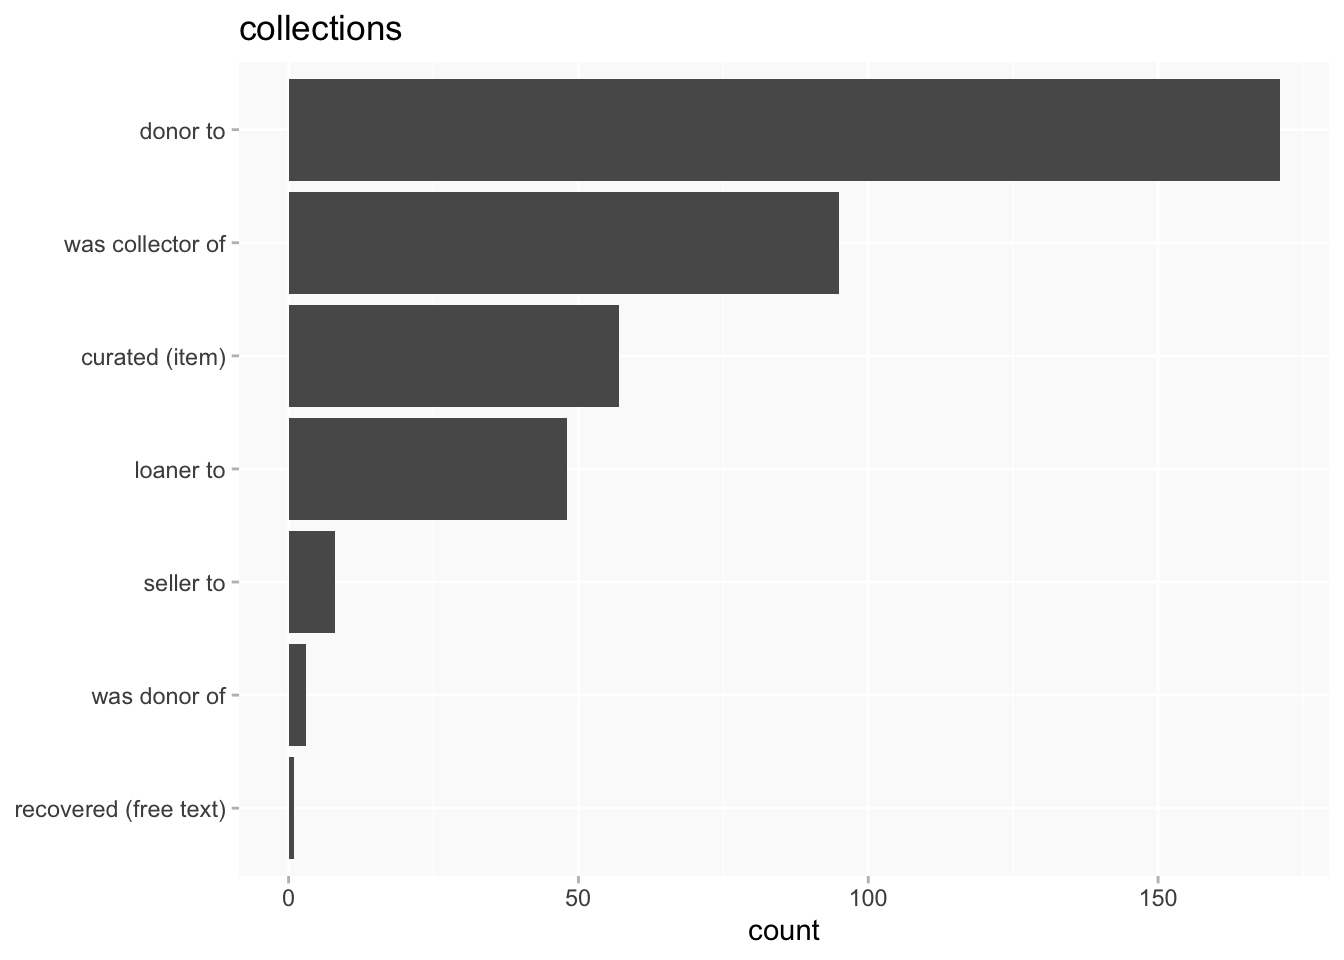 collections
donor to
was collector of
curated (item)
loaner to
seller to
was donor of
recovered (free text)
0 50 100 150
count